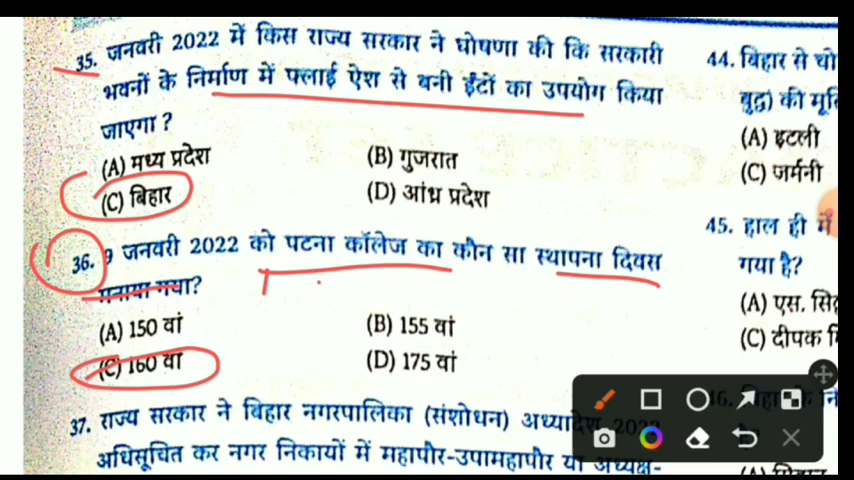 35. जनवरी 2022 में किस राज्य सरकार ने घोषणा की कि सरकारी
भवनों के निर्माण में फ्लाई ऐश से बनी ईंटों का उपयोग किया
जाएगा ?
(A) मध्य प्रदेश
(B) गुजरात
(C) बिहार
(D) आंध्र प्रदेश
36. 9 जनवरी 2022 को पटना कॉलेज का कौन सा स्थापना दिवस
मनाया गया?
(A) 150 वां
(B) 155 वां
(C) 160 वां
(D) 175 वां
37. राज्य सरकार ने बिहार नगरपालिका (संशोधन) अध्यादेश 2022
अधिसूचित कर नगर निकायों में महापौर-उपामहापौर या अध्यक्ष-
44. बिहार से चो
बुद्ध) की मूर्ति
(A) इटली
(C) जर्मनी
45. हाल ही में
गया है?
(A) एस. सि
(C) दीपक